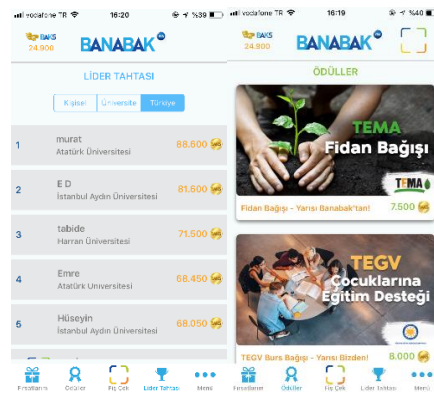 vodafone TR 16:20 %39
BAKS
24.900
BANABAK
LİDER TAHTASI
Kişisel Üniversite Türkiye
1 murat
Atatürk Üniversitesi
88.600
2 E D
İstanbul Aydın Üniversitesi
81.600
3 tabide
Harran Üniversitesi
71.500
4 Emre
Atatürk Üniversitesi
68.450
5 Hüseyin
İstanbul Aydın Üniversitesi
68.050
Fırsatlarım Ödüller Fiş Çek Lider Tahtası Menü
vodafone TR 16:19 %40
BAKS
24.900
BANABAK
ÖDÜLLER
TEMA
Fidan Bağışı
TEMA
Fidan Bağışı - Yarısı Banabak'tan! 7.500
TEGV
Çocuklarına
Eğitim Desteği
TEGV Burs Bağışı - Yarısı Bizden! 8.000
Fırsatlarım Ödüller Fiş Çek Lider Tahtası Menü